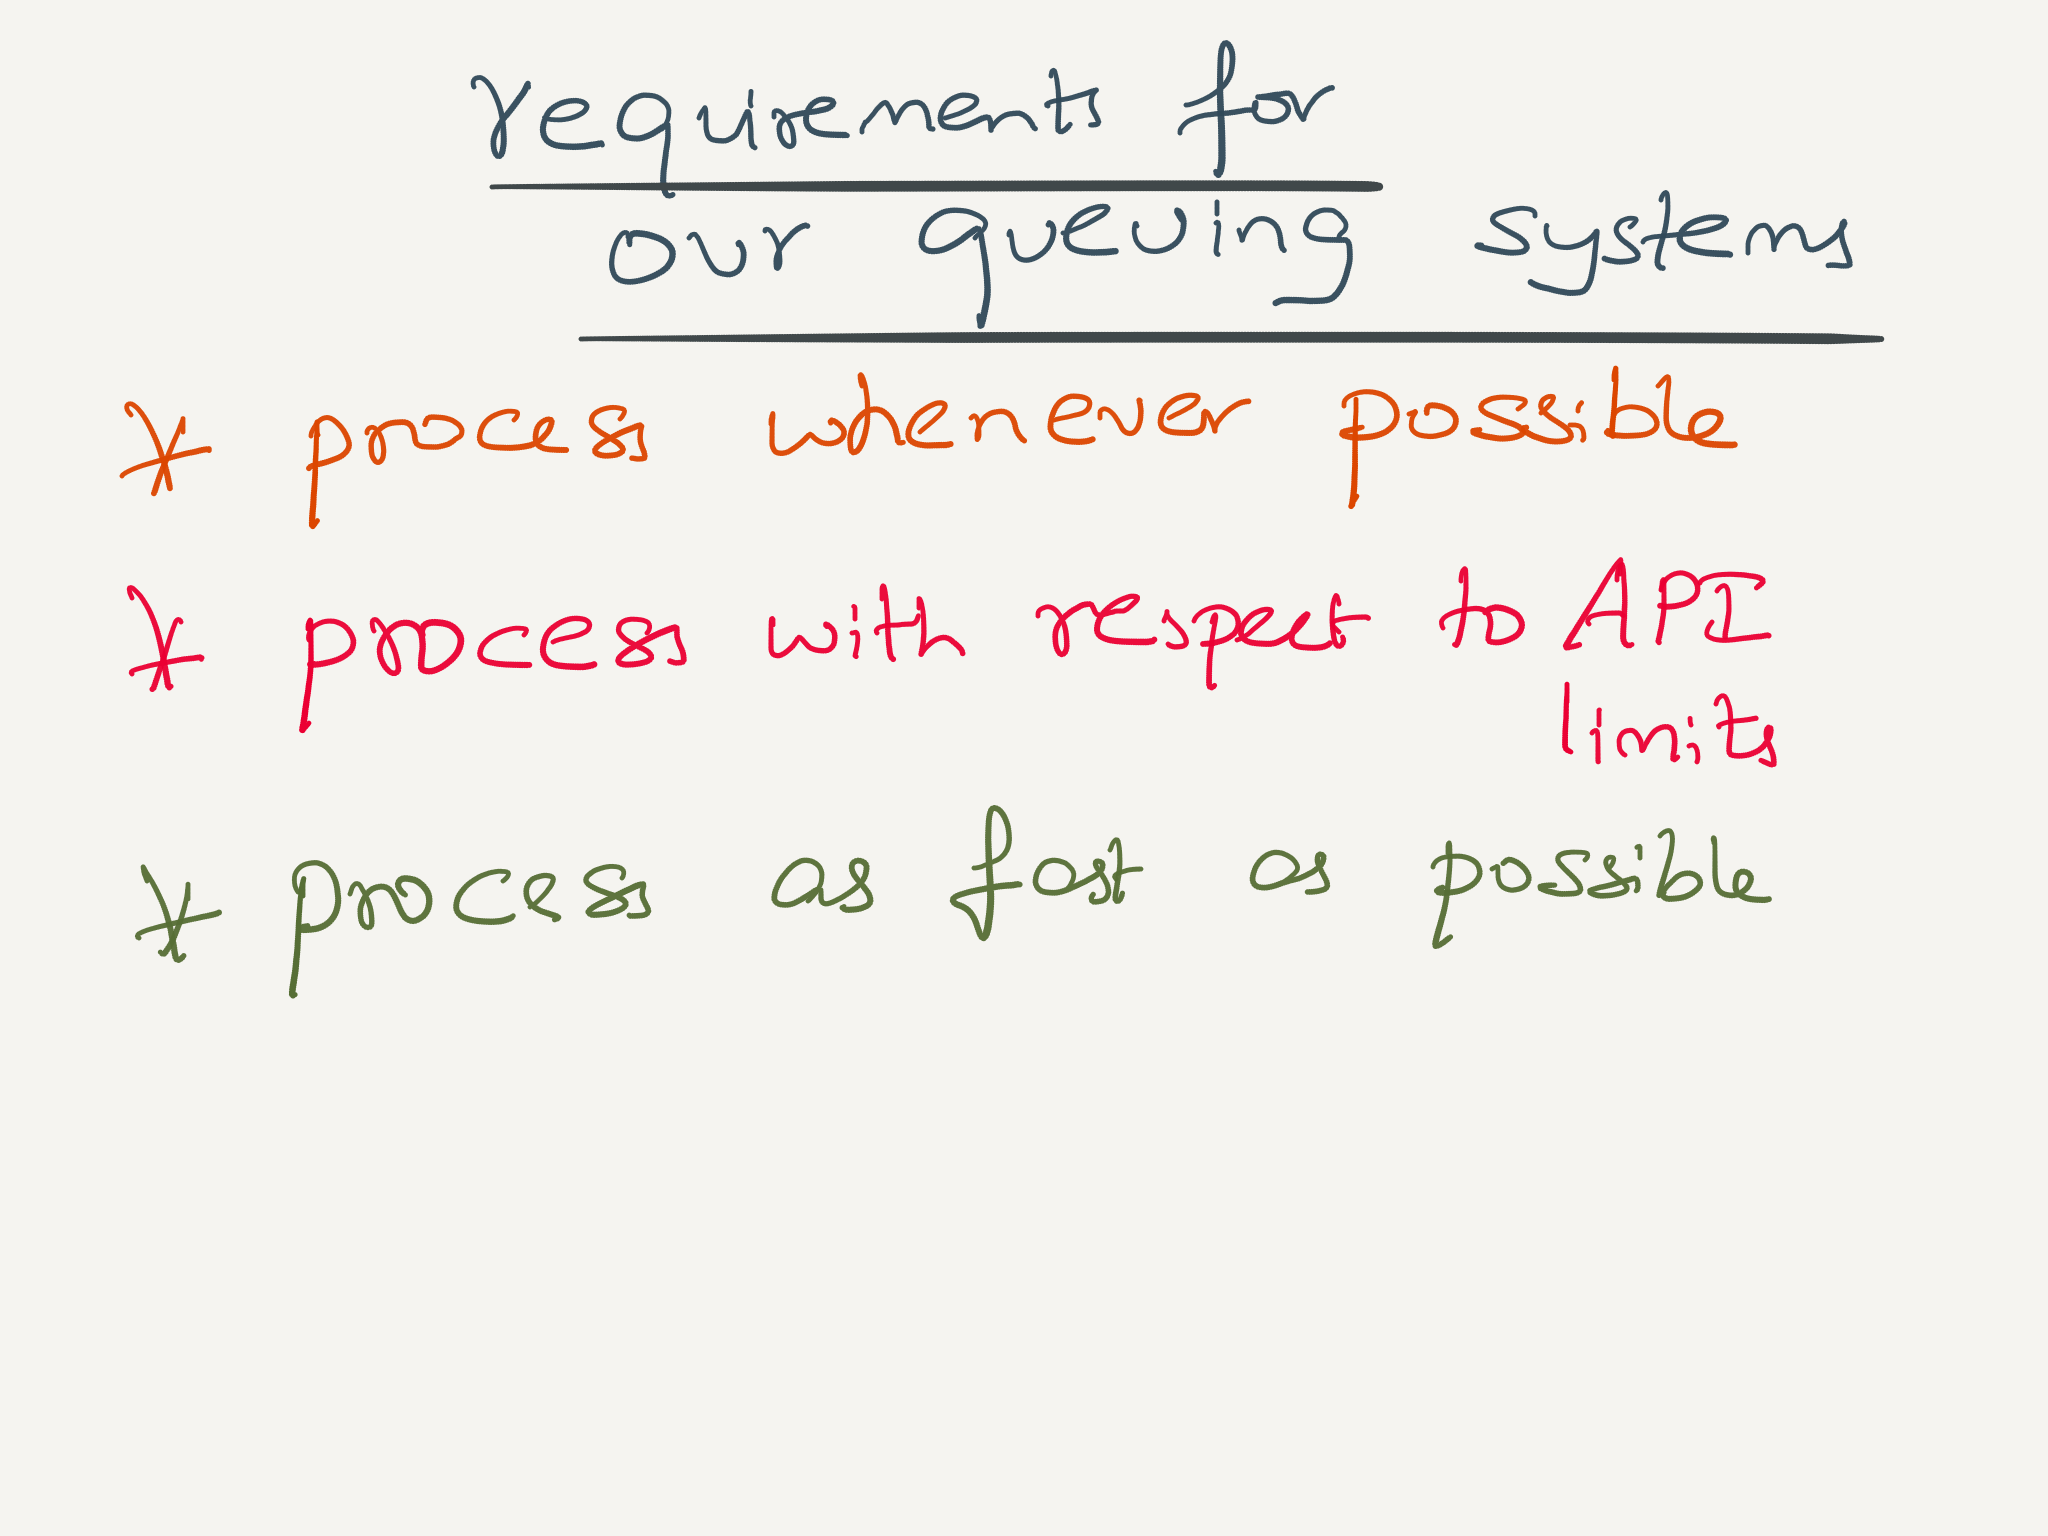 requirements for
our queuing systems
* process whenever possible
* process with respect to API
limits
* process as fast as possible